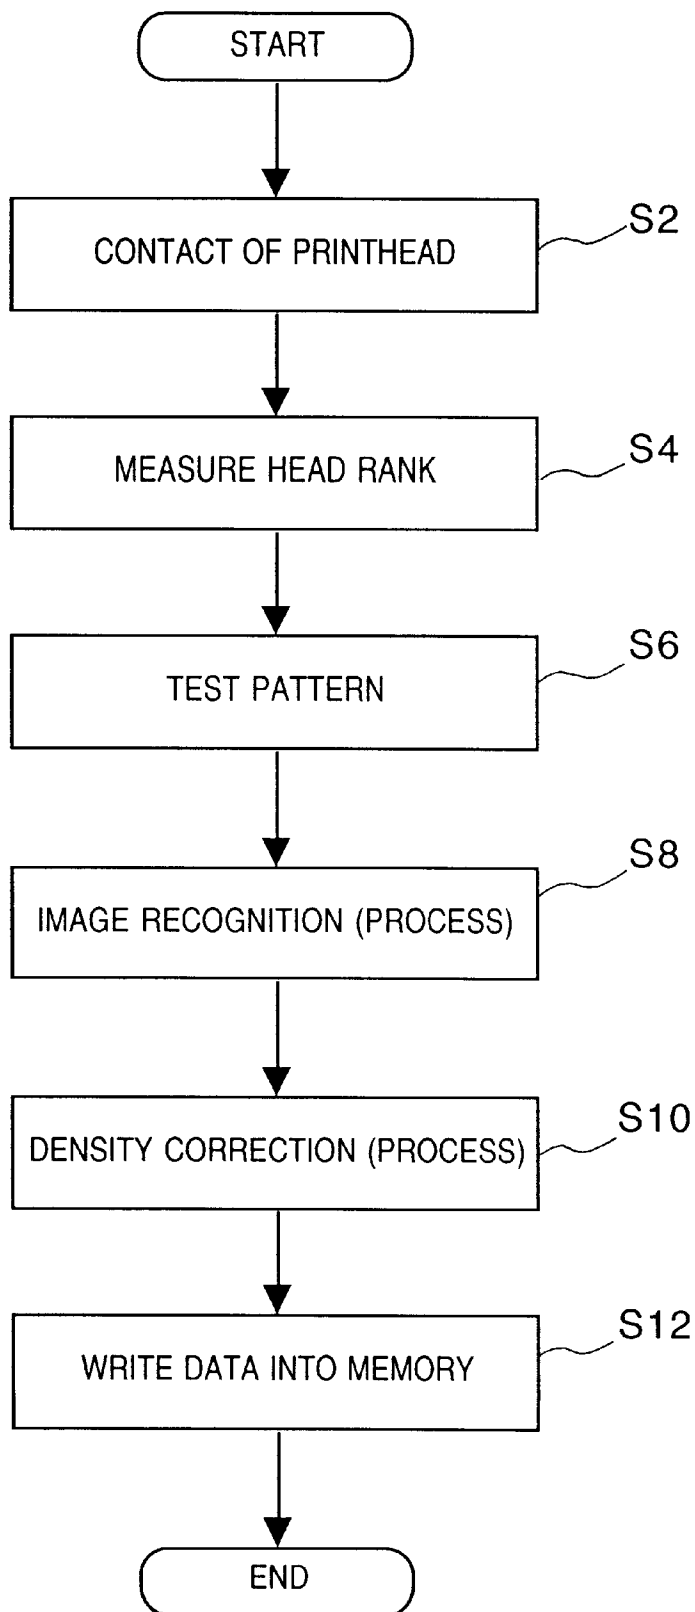 START
CONTACT OF PRINTHEAD
S2
MEASURE HEAD RANK
S4
TEST PATTERN
S6
IMAGE RECOGNITION (PROCESS)
S8
DENSITY CORRECTION (PROCESS)
S10
WRITE DATA INTO MEMORY
S12
END